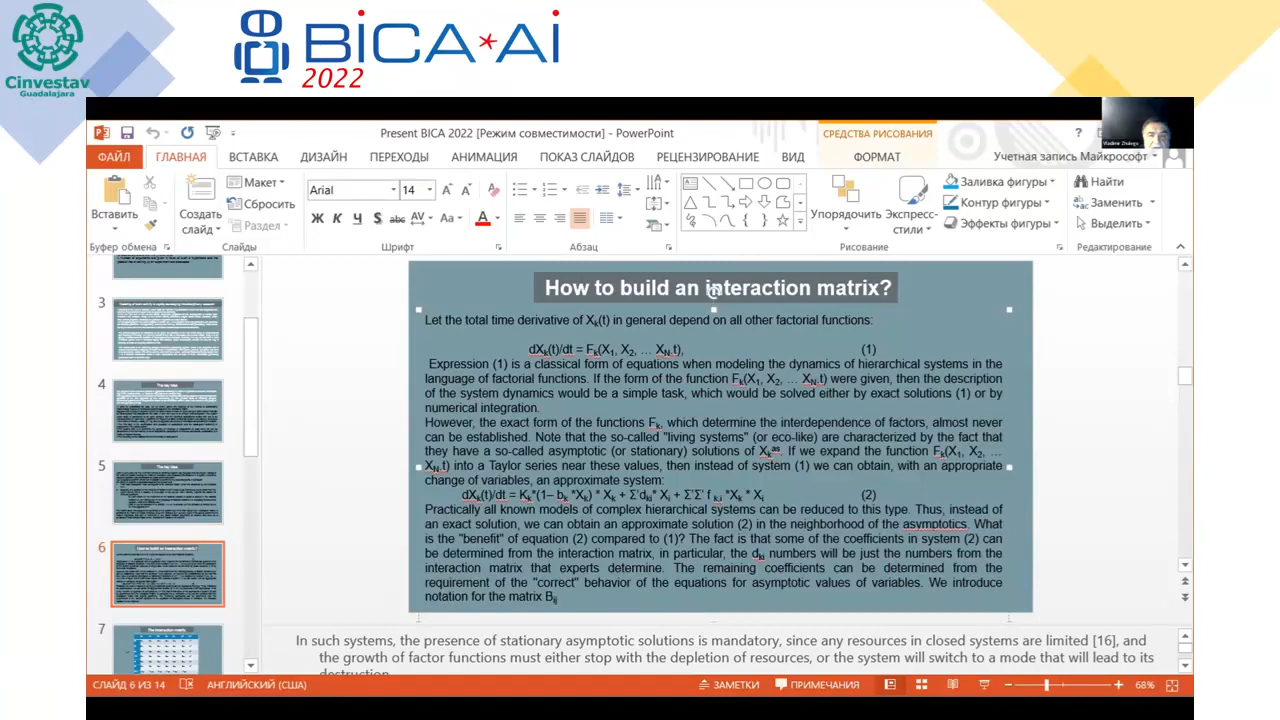 Cinvestav
Guadalajara
BiCA*Ai
2022
Present BICA 2022 [Режим совместимости] - PowerPoint
СРЕДСТВА РИСОВАНИЯ
?
ФАЙЛ ГЛАВНАЯ ВСТАВКА ДИЗАЙН ПЕРЕХОДЫ АНИМАЦИЯ ПОКАЗ СЛАЙДОВ РЕЦЕНЗИРОВАНИЕ ВИД ФОРМАТ
Учетная запись Майкрософт
Вставить
Создать слайд
Макет
Сбросить
Раздел
Arial 14
Ж К Ч S abc AV Aa A
Упорядочить
Экспресс-стили
Заливка фигуры
Контур фигуры
Эффекты фигуры
Найти
Заменить
Выделить
Буфер обмена Слайды Шрифт Абзац Рисование Редактирование
3
4
5
6
7
How to build an interaction matrix?
Let the total time derivative of Xk(t) in general depend on all other factorial functions:
dXk(t)/dt = Fk(X1, X2, … XN,t), (1)
Expression (1) is a classical form of equations when modeling the dynamics of hierarchical systems in the
language of factorial functions. If the form of the function Fk(X1, X2, … XN,t) were given, then the description
of the system dynamics would be a simple task, which would be solved either by exact solutions (1) or by
numerical integration.
However, the exact form of the functions Fk, which determine the interdependence of factors, almost never
can be established. Note that the so-called "living systems" (or eco-like) are characterized by the fact that
they have a so-called asymptotic (or stationary) solutions of Xk^as. If we expand the function Fk(X1, X2, …
XN,t) into a Taylor series near these values, then instead of system (1) we can obtain, with an appropriate
change of variables, an approximate system:
dXk(t)/dt = Xk*(1– bk *Xk) * Xk + Σ'dk* Xi + Σ'Σ' f k,i *Xk * Xi (2)
Practically all known models of complex hierarchical systems can be reduced to this type. Thus, instead of
an exact solution, we can obtain an approximate solution (2) in the neighborhood of the asymptotics. What
is the "benefit" of equation (2) compared to (1)? The fact is that some of the coefficients in system (2) can
be determined from the interaction matrix, in particular, the dki numbers will be just the numbers from the
interaction matrix that experts determine. The remaining coefficients can be determined from the
requirement of the "correct" behavior of the equations for asymptotic values of variables. We introduce
notation for the matrix Bij
In such systems, the presence of stationary asymptotic solutions is mandatory, since any resources in closed systems are limited [16], and
the growth of factor functions must either stop with the depletion of resources, or the system will switch to a mode that will lead to its
destruction.
СЛАЙД 6 ИЗ 14 АНГЛИЙСКИЙ (США) ЗАМЕТКИ ПРИМЕЧАНИЯ 68%